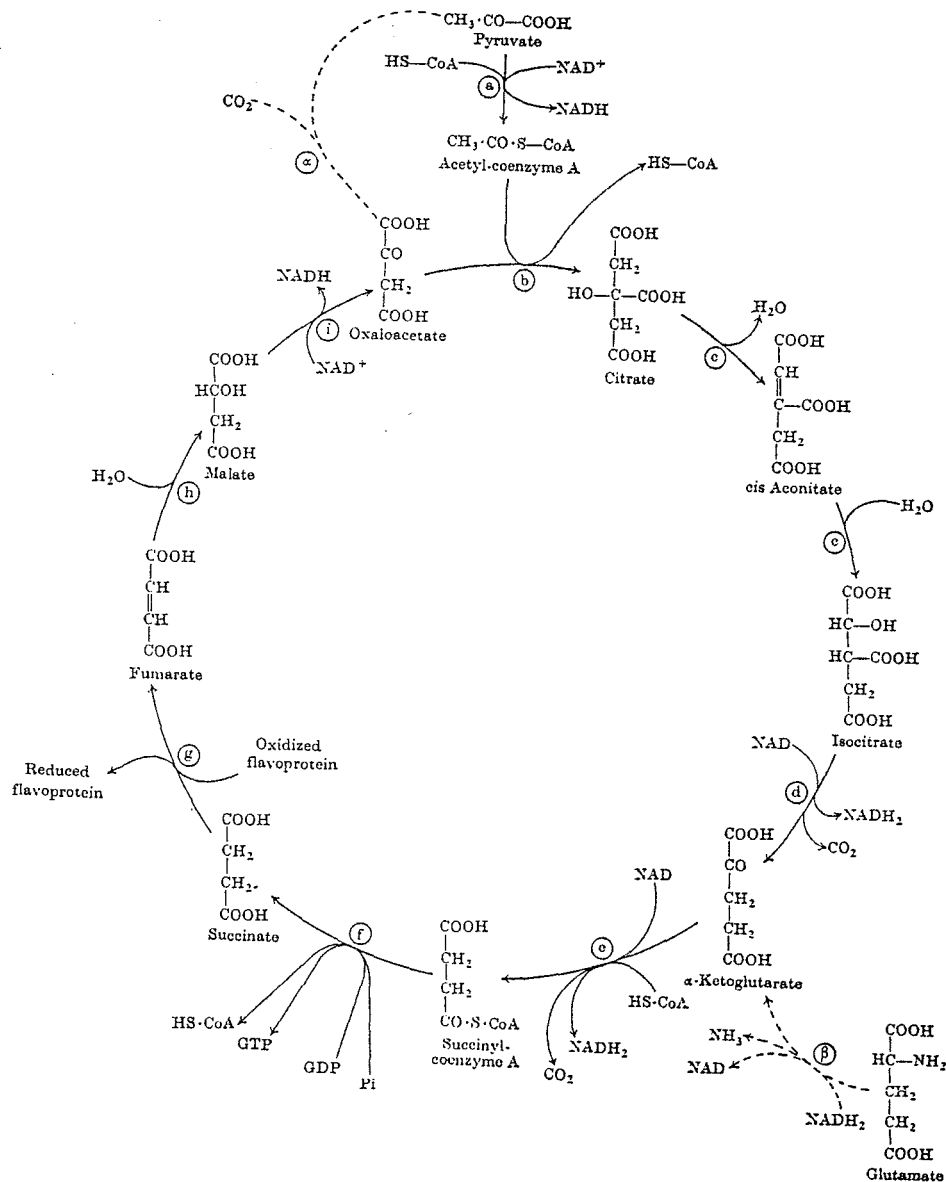 CH₃·CO—COOH
Pyruvate
HS—CoA
NAD⁺
ⓐ
NADH
CO₂
CH₃·CO·S—CoA
Acetyl-coenzyme A
HS—CoA
α
COOH
CO
CH₂
COOH
Oxaloacetate
ⓑ
COOH
CH₂
HO—C—COOH
CH₂
COOH
Citrate
NADH
ⓘ
NAD⁺
ⓒ
H₂O
COOH
CH
C—COOH
CH₂
COOH
cis Aconitate
COOH
HCOH
CH₂
COOH
Malate
H₂O
ⓗ
H₂O
ⓒ
COOH
CH
CH
COOH
Fumarate
COOH
HC—OH
HC—COOH
CH₂
COOH
Isocitrate
ⓖ
Oxidized
flavoprotein
Reduced
flavoprotein
NAD
ⓓ
NADH₂
CO₂
COOH
CH₂
CH₂
COOH
Succinate
COOH
CO
CH₂
CH₂
COOH
α-Ketoglutarate
NAD
ⓔ
HS·CoA
NADH₂
CO₂
COOH
CH₂
CH₂
CO·S·CoA
Succinyl-
coenzyme A
ⓕ
HS·CoA
GTP
GDP
Pi
NH₃
NAD
β
NADH₂
COOH
HC—NH₂
CH₂
CH₂
COOH
Glutamate